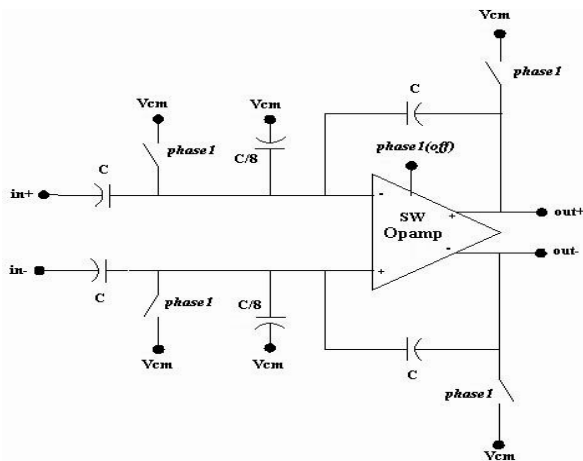 Vcm
phase1
C
Vcm
Vcm
phase1
C/8
phase1(off)
C
in+
-
SW
Opamp
+
out+
-
out-
in-
+
C
phase1
C/8
C
phase1
Vcm
Vcm
Vcm